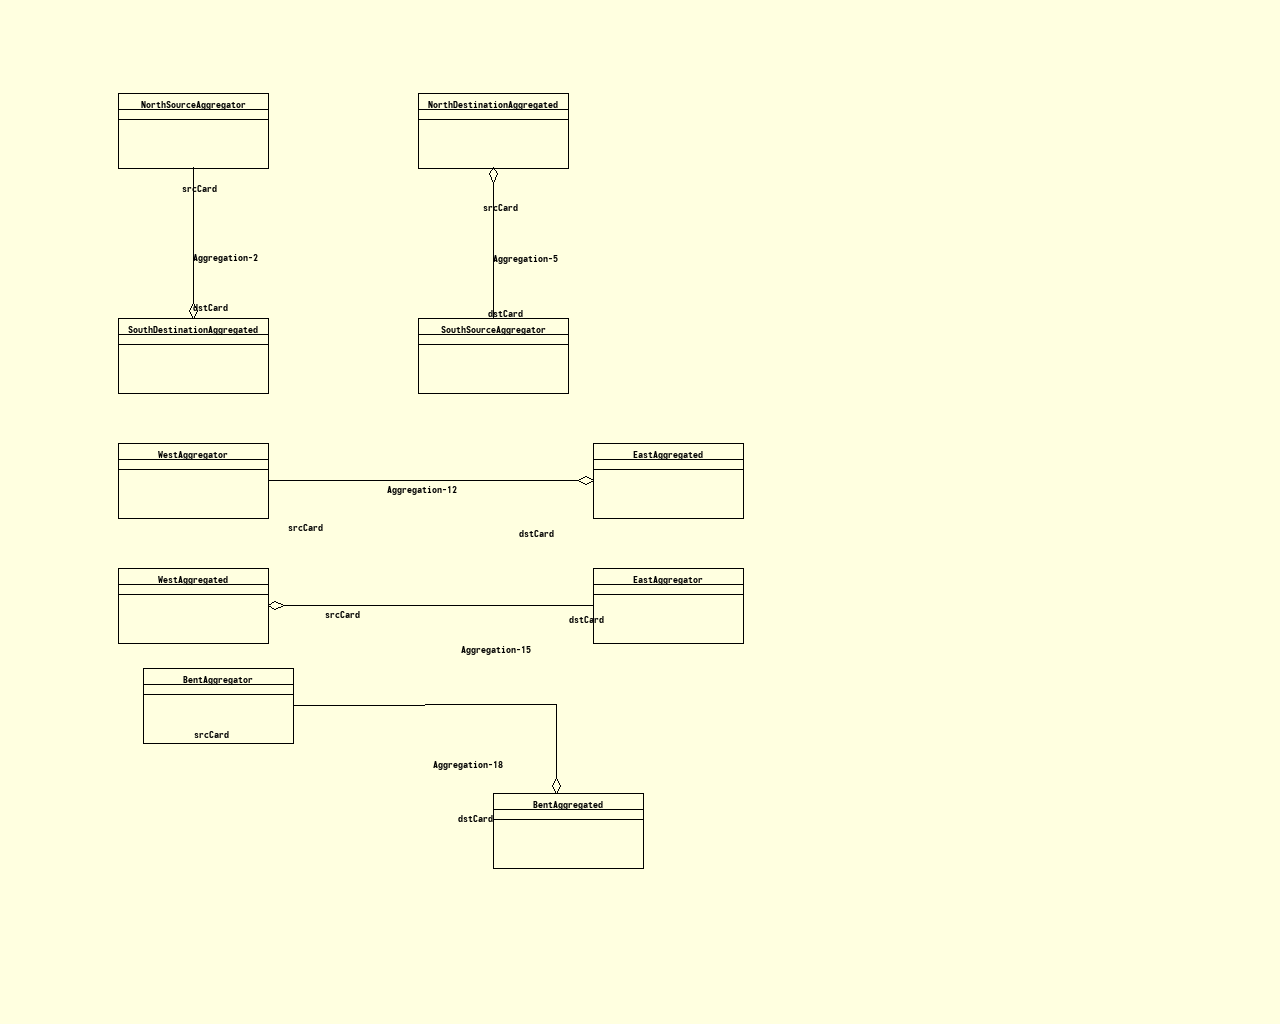 NorthSourceAggregator
NorthDestinationAggregated
srcCard
srcCard
Aggregation-2
Aggregation-5
dstCard
dstCard
SouthDestinationAggregated
SouthSourceAggregator
WestAggregator
EastAggregated
Aggregation-12
srcCard
dstCard
WestAggregated
EastAggregator
srcCard
dstCard
Aggregation-15
BentAggregator
srcCard
Aggregation-18
BentAggregated
dstCard